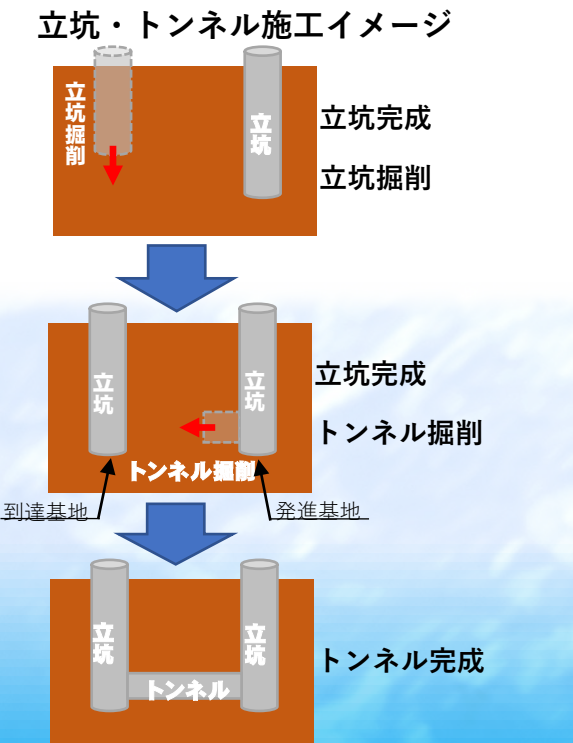 立坑・トンネル施工イメージ
立坑掘削
立坑
立坑完成
立坑掘削
立坑
立坑
立坑完成
トンネル掘削
トンネル掘削
到達基地
発進基地
立坑
立坑
トンネル
トンネル完成